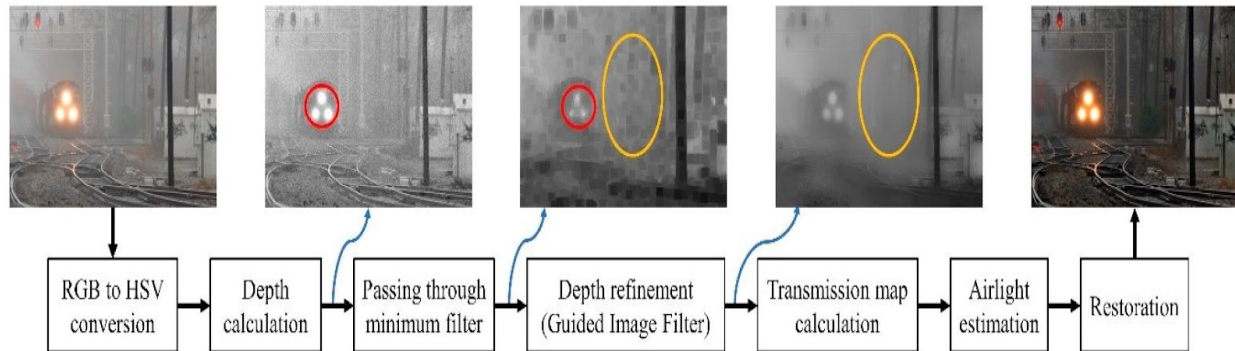 RGB to HSV
conversion
Depth
calculation
Passing through
minimum filter
Depth refinement
(Guided Image Filter)
Transmission map
calculation
Airlight
estimation
Restoration